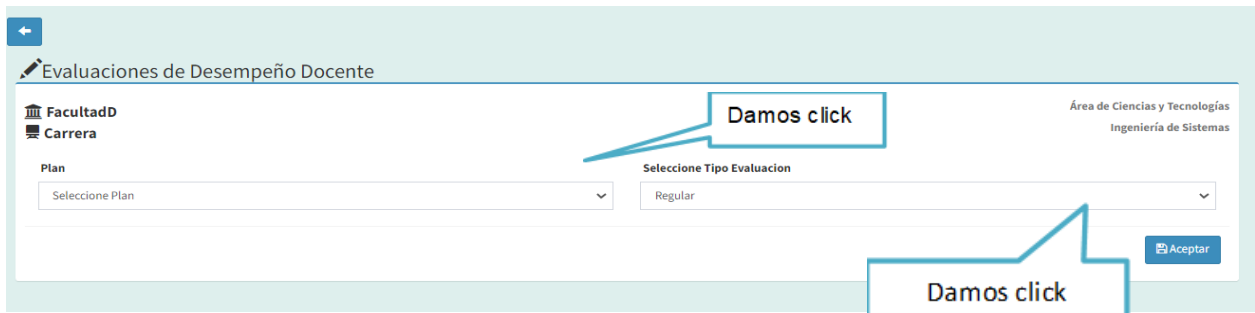 Evaluaciones de Desempeño Docente
FacultadD
Área de Ciencias y Tecnologías
Carrera
Ingeniería de Sistemas
Damos click
Plan
Seleccione Tipo Evaluacion
Seleccione Plan
Regular
Aceptar
Damos click